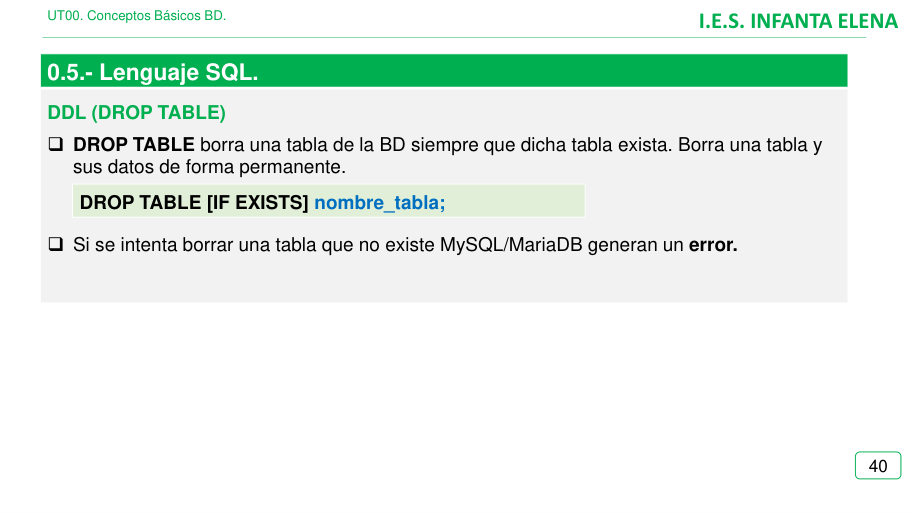 UT00. Conceptos Básicos BD.
I.E.S. INFANTA ELENA
0.5.- Lenguaje SQL.
DDL (DROP TABLE)
DROP TABLE borra una tabla de la BD siempre que dicha tabla exista. Borra una tabla y
sus datos de forma permanente.
DROP TABLE [IF EXISTS] nombre_tabla;
Si se intenta borrar una tabla que no existe MySQL/MariaDB generan un error.
40